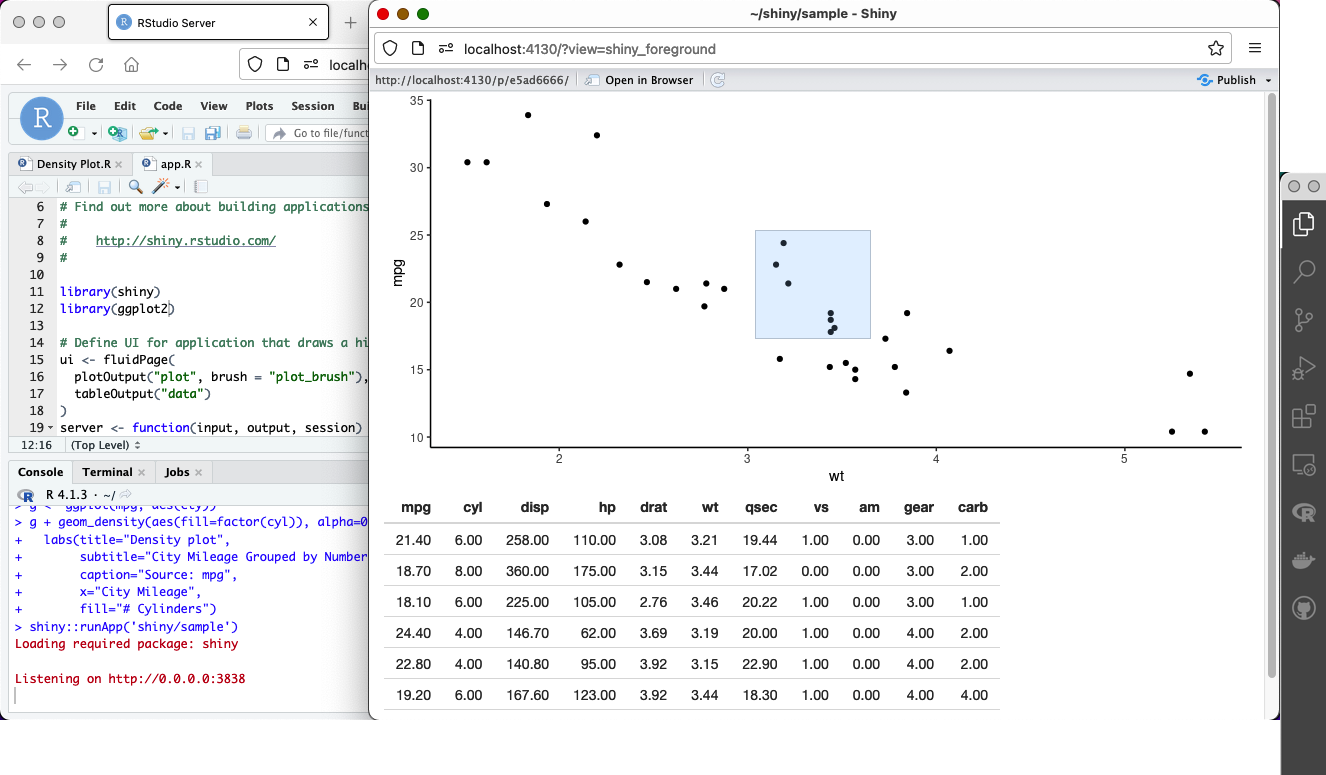 RStudio Server
localh
File Edit Code View Plots Session Bui
Go to file/funct
Density Plot.R
app.R
6 # Find out more about building applications
7 #
8 #    http://shiny.rstudio.com/
9 #
10
11 library(shiny)
12 library(ggplot2)
13
14 # Define UI for application that draws a hi
15 ui <- fluidPage(
16   plotOutput("plot", brush = "plot_brush"),
17   tableOutput("data")
18 )
19 server <- function(input, output, session)
12:16 (Top Level)
Console Terminal Jobs
R 4.1.3 · ~/
> g <- ggplot(mpg, aes(cty))
> g + geom_density(aes(fill=factor(cyl)), alpha=0
+   labs(title="Density plot",
+        subtitle="City Mileage Grouped by Number
+        caption="Source: mpg",
+        x="City Mileage",
+        fill="# Cylinders")
> shiny::runApp('shiny/sample')
Loading required package: shiny
Listening on http://0.0.0.0:3838
~/shiny/sample - Shiny
localhost:4130/?view=shiny_foreground
http://localhost:4130/p/e5ad6666/ Open in Browser Publish
35
30
25
20
15
10
mpg
2 3 4 5
wt
mpg cyl disp hp drat wt qsec vs am gear carb
21.40 6.00 258.00 110.00 3.08 3.21 19.44 1.00 0.00 3.00 1.00
18.70 8.00 360.00 175.00 3.15 3.44 17.02 0.00 0.00 3.00 2.00
18.10 6.00 225.00 105.00 2.76 3.46 20.22 1.00 0.00 3.00 1.00
24.40 4.00 146.70 62.00 3.69 3.19 20.00 1.00 0.00 4.00 2.00
22.80 4.00 140.80 95.00 3.92 3.15 22.90 1.00 0.00 4.00 2.00
19.20 6.00 167.60 123.00 3.92 3.44 18.30 1.00 0.00 4.00 4.00